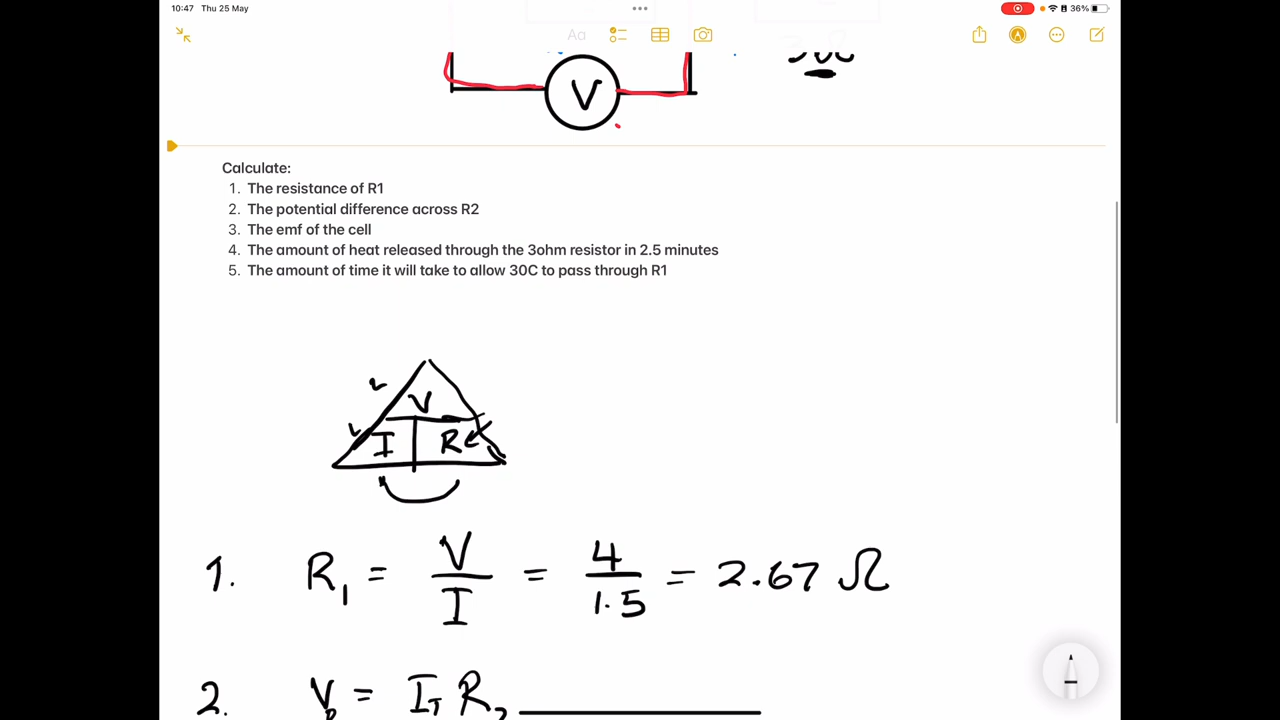 10:47 Thu 25 May
36%
Aa
V
Calculate:
1. The resistance of R1
2. The potential difference across R2
3. The emf of the cell
4. The amount of heat released through the 3ohm resistor in 2.5 minutes
5. The amount of time it will take to allow 30C to pass through R1
V
I R
1. R₁ = V/I = 4/1.5 = 2.67 Ω
2. V = I_T R₂